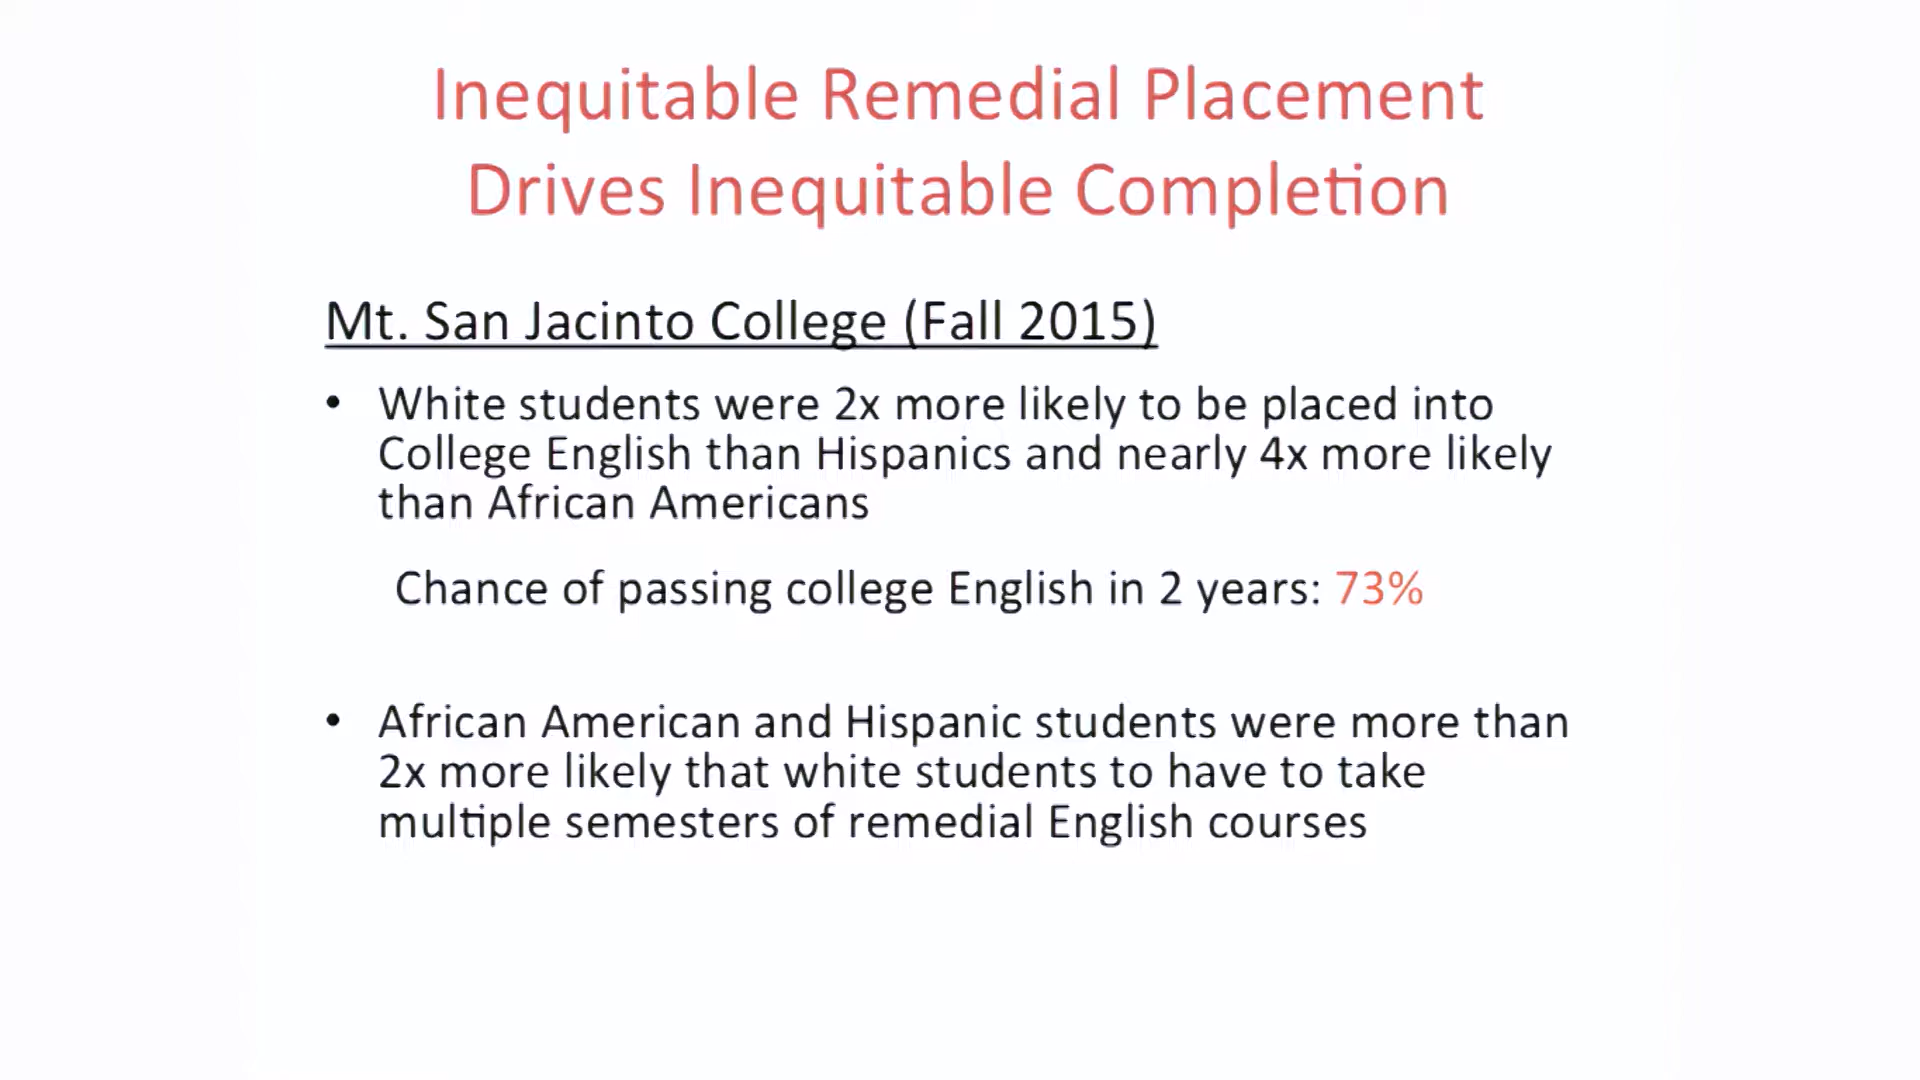 Inequitable Remedial Placement
Drives Inequitable Completion
Mt. San Jacinto College (Fall 2015)
• White students were 2x more likely to be placed into
College English than Hispanics and nearly 4x more likely
than African Americans
Chance of passing college English in 2 years: 73%
• African American and Hispanic students were more than
2x more likely that white students to have to take
multiple semesters of remedial English courses